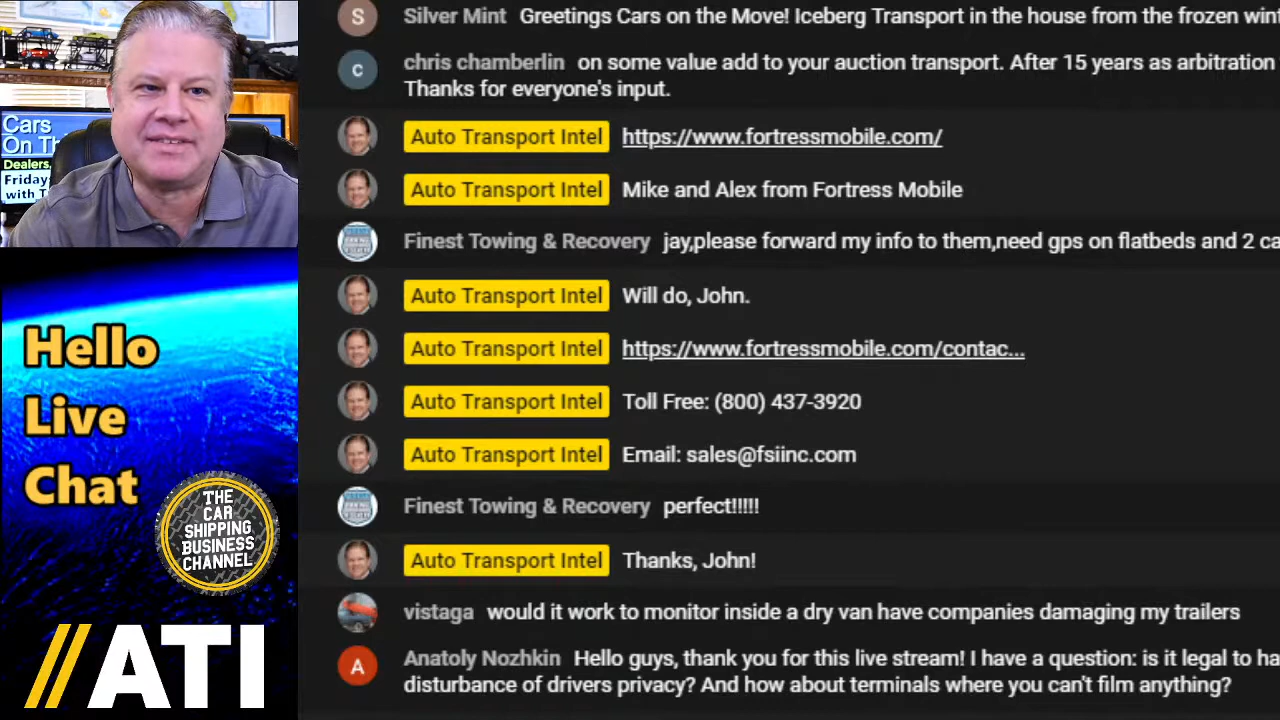 Cars
On Th
Dealers,
Fridays
with T
Hello
Live
Chat
THE
CAR
SHIPPING
BUSINESS
CHANNEL
//ATI
S Silver Mint Greetings Cars on the Move! Iceberg Transport in the house from the frozen win
c chris chamberlin on some value add to your auction transport. After 15 years as arbitration
Thanks for everyone's input.
Auto Transport Intel https://www.fortressmobile.com/
Auto Transport Intel Mike and Alex from Fortress Mobile
Finest Towing & Recovery jay,please forward my info to them,need gps on flatbeds and 2 ca
Auto Transport Intel Will do, John.
Auto Transport Intel https://www.fortressmobile.com/contac...
Auto Transport Intel Toll Free: (800) 437-3920
Auto Transport Intel Email: sales@fsiinc.com
Finest Towing & Recovery perfect!!!!!
Auto Transport Intel Thanks, John!
vistaga would it work to monitor inside a dry van have companies damaging my trailers
A Anatoly Nozhkin Hello guys, thank you for this live stream! I have a question: is it legal to ha
disturbance of drivers privacy? And how about terminals where you can't film anything?